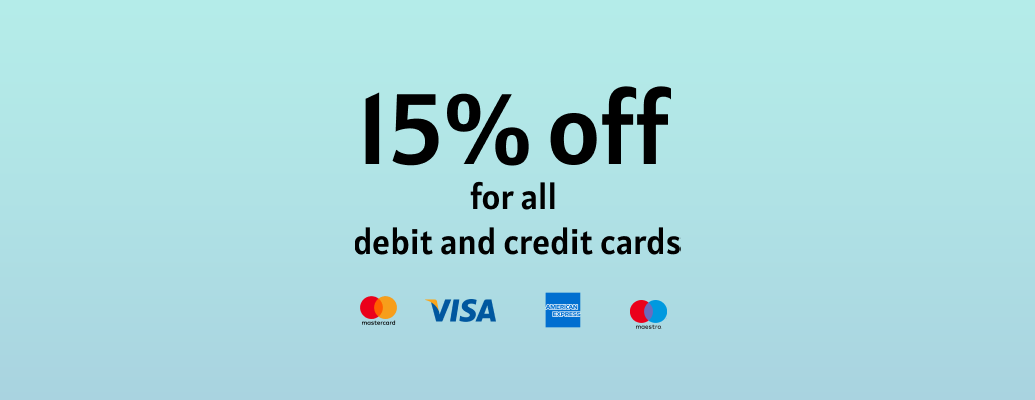 15% off
for all
debit and credit cards
mastercard VISA AMERICAN EXPRESS maestro